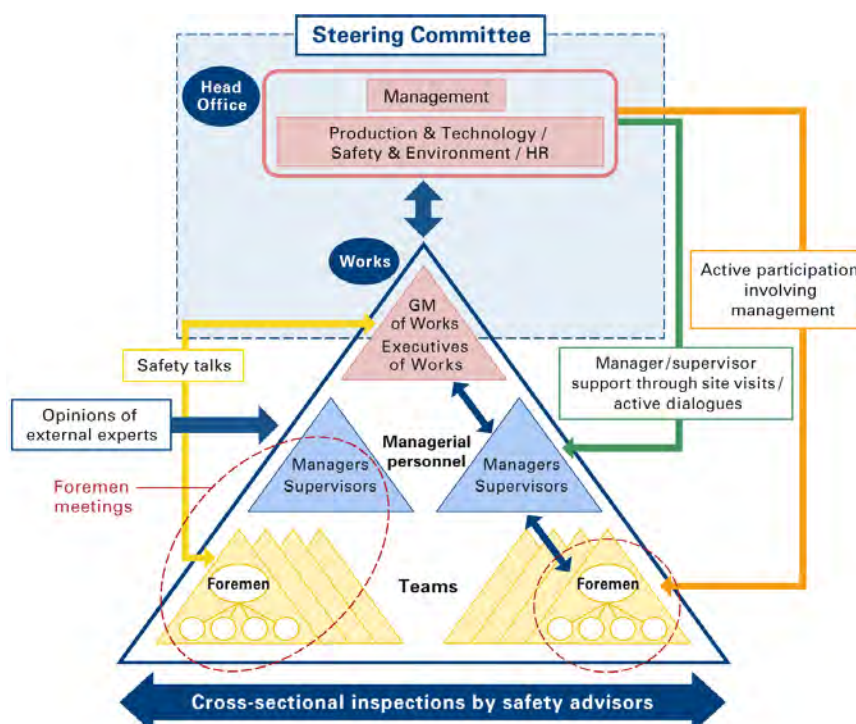 Steering Committee
Head
Office
Management
Production & Technology /
Safety & Environment / HR
Works
GM
of Works
Executives
of Works
Active participation
involving
management
Safety talks
Manager/supervisor
support through site visits/
active dialogues
Opinions of
external experts
Managerial
personnel
Managers
Supervisors
Managers
Supervisors
Foremen
meetings
Foremen
Teams
Foremen
Cross-sectional inspections by safety advisors